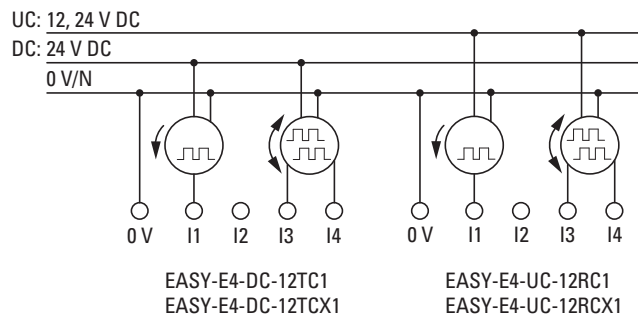 UC: 12, 24 V DC
DC: 24 V DC
0 V/N
0 V I1 I2 I3 I4 0 V I1 I2 I3 I4
EASY-E4-DC-12TC1 EASY-E4-UC-12RC1
EASY-E4-DC-12TCX1 EASY-E4-UC-12RCX1